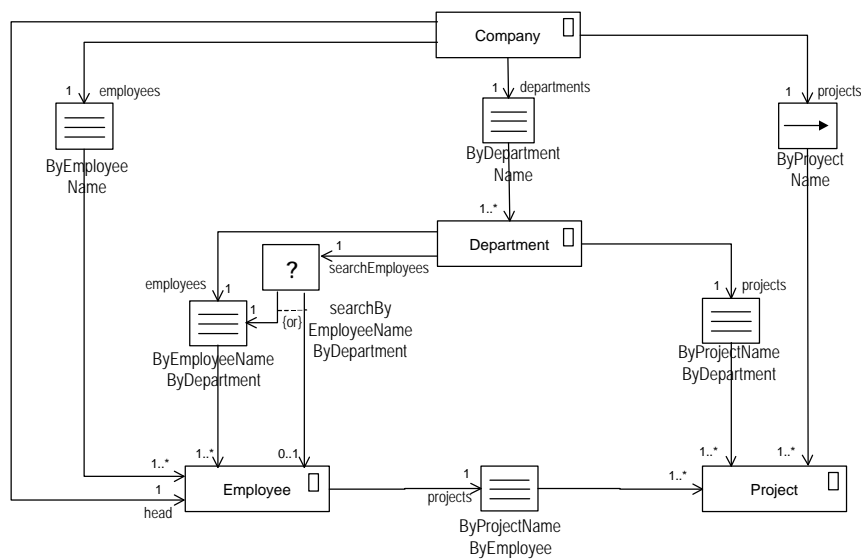 Company
1
employees
1
departments
1
projects
ByEmployee
Name
ByDepartment
Name
ByProyect
Name
1..*
Department
1
searchEmployees
?
employees
1
1
{or}
searchBy
EmployeeName
ByDepartment
1
projects
ByEmployeeName
ByDepartment
ByProjectName
ByDepartment
1..*
1..*
0..1
1..*
1..*
1
head
Employee
1
projects
1..*
Project
ByProjectName
ByEmployee